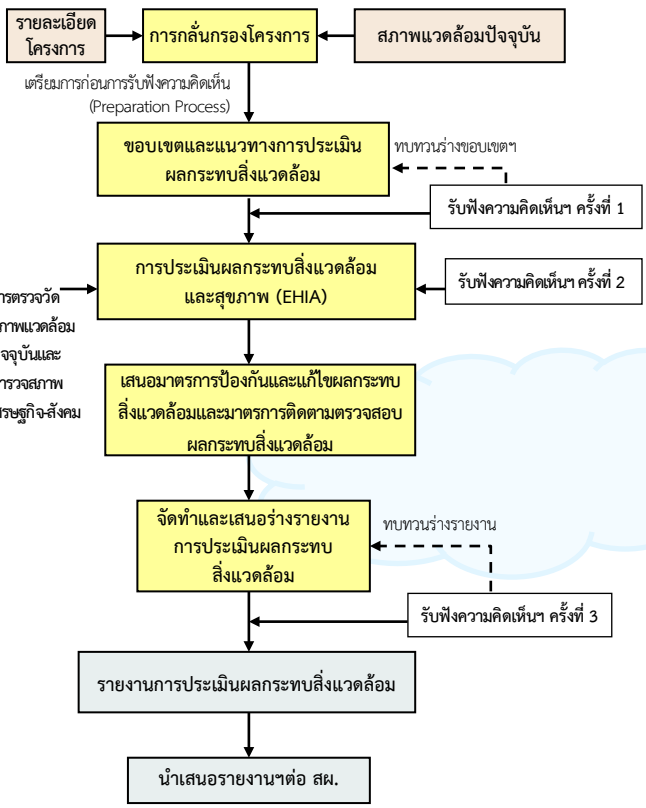 รายละเอียด
โครงการ
การกลั่นกรองโครงการ
สภาพแวดล้อมปัจจุบัน
เตรียมการก่อนการรับฟังความคิดเห็น
(Preparation Process)
ขอบเขตและแนวทางการประเมิน
ผลกระทบสิ่งแวดล้อม
ทบทวนร่างขอบเขตฯ
รับฟังความคิดเห็นฯ ครั้งที่ 1
การประเมินผลกระทบสิ่งแวดล้อม
และสุขภาพ (EHIA)
รับฟังความคิดเห็นฯ ครั้งที่ 2
ารตรวจวัด
ภาพแวดล้อม
จจุบันและ
ารวจสภาพ
ศรษฐกิจ-สังคม
เสนอมาตรการป้องกันและแก้ไขผลกระทบ
สิ่งแวดล้อมและมาตรการติดตามตรวจสอบ
ผลกระทบสิ่งแวดล้อม
จัดทำและเสนอร่างรายงาน
การประเมินผลกระทบ
สิ่งแวดล้อม
ทบทวนร่างรายงาน
รับฟังความคิดเห็นฯ ครั้งที่ 3
รายงานการประเมินผลกระทบสิ่งแวดล้อม
นำเสนอรายงานฯต่อ สผ.